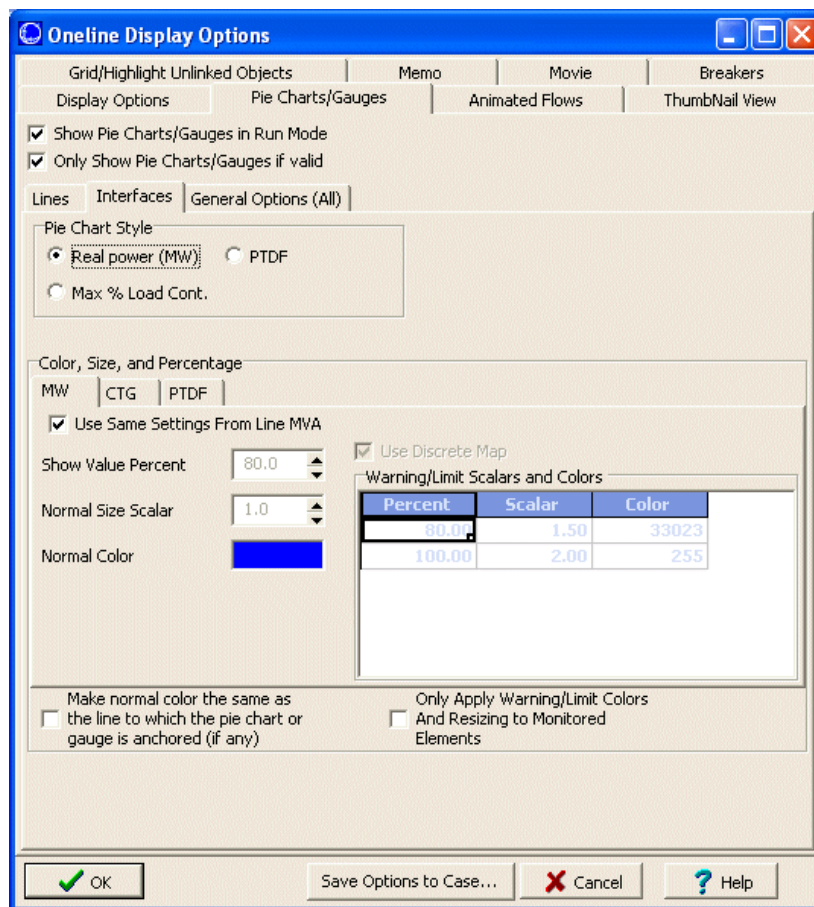 Oneline Display Options
Grid/Highlight Unlinked Objects Memo Movie Breakers
Display Options Pie Charts/Gauges Animated Flows ThumbNail View
Show Pie Charts/Gauges in Run Mode
Only Show Pie Charts/Gauges if valid
Lines Interfaces General Options (All)
Pie Chart Style
Real power (MW) PTDF
Max % Load Cont.
Color, Size, and Percentage
MW CTG PTDF
Use Same Settings From Line MVA
Show Value Percent 80.0
Normal Size Scalar 1.0
Normal Color
Use Discrete Map
Warning/Limit Scalars and Colors
Percent Scalar Color
80.00 1.50 33023
100.00 2.00 255
Make normal color the same as
the line to which the pie chart or
gauge is anchored (if any)
Only Apply Warning/Limit Colors
And Resizing to Monitored
Elements
OK Save Options to Case... Cancel ? Help